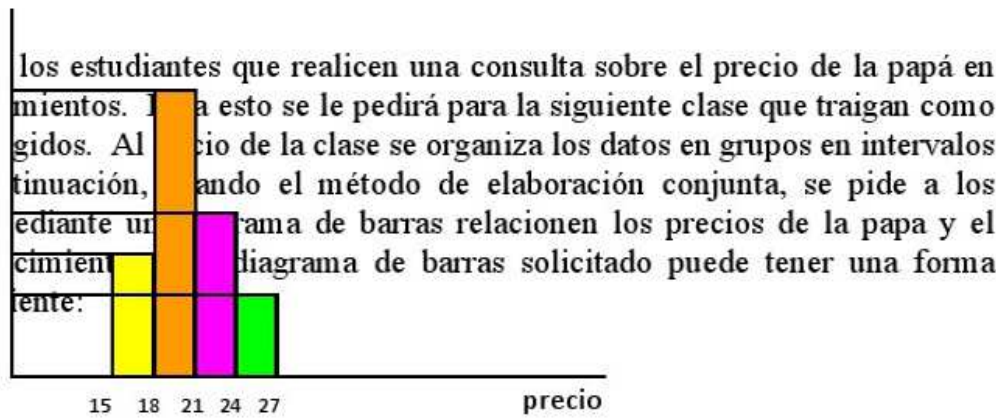 los estudiantes que realicen una consulta sobre el precio de la papá en
mientos. a esto se le pedirá para la siguiente clase que traigan como
gidos. Al cio de la clase se organiza los datos en grupos en intervalos
tinuación, ando el método de elaboración conjunta, se pide a los
ediante un rama de barras relacionen los precios de la papa y el
cimient diagrama de barras solicitado puede tener una forma
iente:
15 18 21 24 27 precio